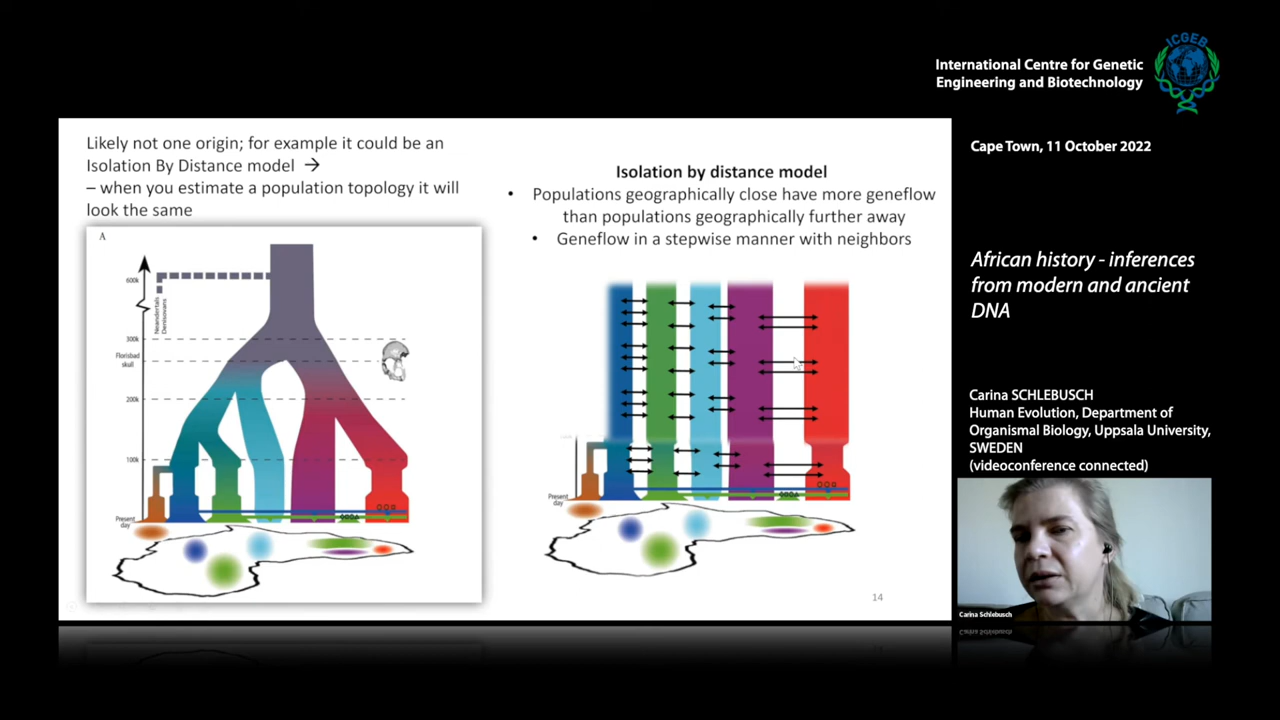 ICGEB
International Centre for Genetic
Engineering and Biotechnology
Likely not one origin; for example it could be an
Isolation By Distance model →
– when you estimate a population topology it will
look the same
Isolation by distance model
• Populations geographically close have more geneflow
than populations geographically further away
• Geneflow in a stepwise manner with neighbors
A
600k
Neandertals
Denisovans
300k
Florisbad
skull
200k
100k
Present
day
Present
day
14
Cape Town, 11 October 2022
African history - inferences
from modern and ancient
DNA
Carina SCHLEBUSCH
Human Evolution, Department of
Organismal Biology, Uppsala University,
SWEDEN
(videoconference connected)
Carina Schlebusch